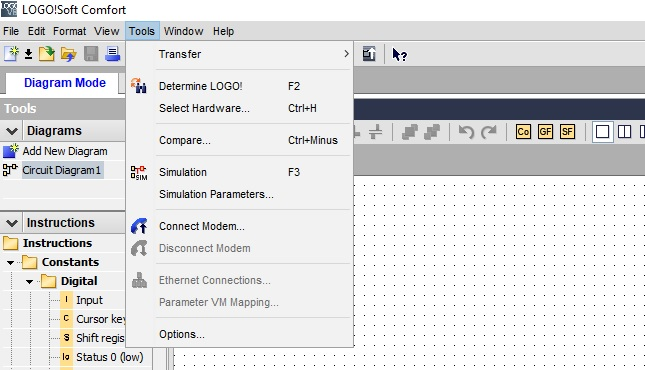 LOGO!Soft Comfort
File Edit Format View Tools Window Help
Transfer
Diagram Mode
Determine LOGO! F2
Select Hardware... Ctrl+H
Tools
Diagrams
Compare... Ctrl+Minus
Co GF SF
Add New Diagram
Circuit Diagram1
Simulation F3
SIM
Simulation Parameters...
Instructions
Connect Modem...
Instructions
Disconnect Modem
Constants
Digital
Ethernet Connections...
I Input
Parameter VM Mapping...
C Cursor key
S Shift regis
Options...
lo Status 0 (low)